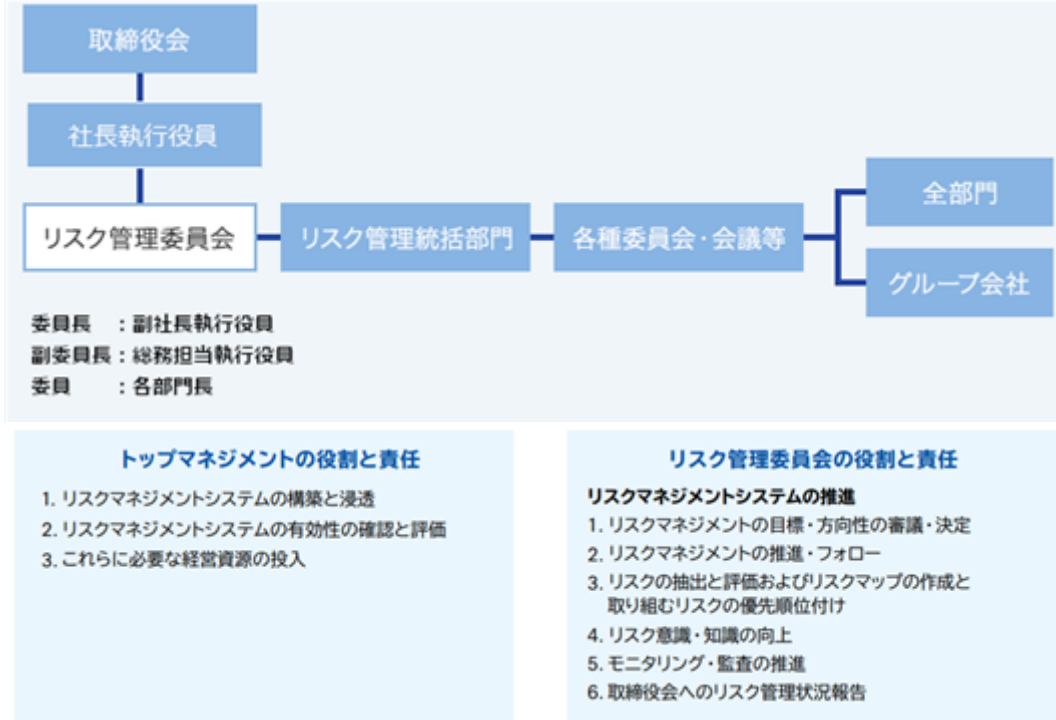 取締役会
社長執行役員
リスク管理委員会
リスク管理統括部門
各種委員会・会議等
全部門
グループ会社
委員長　：副社長執行役員
副委員長：総務担当執行役員
委員　　：各部門長
トップマネジメントの役割と責任
1. リスクマネジメントシステムの構築と浸透
2. リスクマネジメントシステムの有効性の確認と評価
3. これらに必要な経営資源の投入
リスク管理委員会の役割と責任
リスクマネジメントシステムの推進
1. リスクマネジメントの目標・方向性の審議・決定
2. リスクマネジメントの推進・フォロー
3. リスクの抽出と評価およびリスクマップの作成と
取り組むリスクの優先順位付け
4. リスク意識・知識の向上
5. モニタリング・監査の推進
6. 取締役会へのリスク管理状況報告